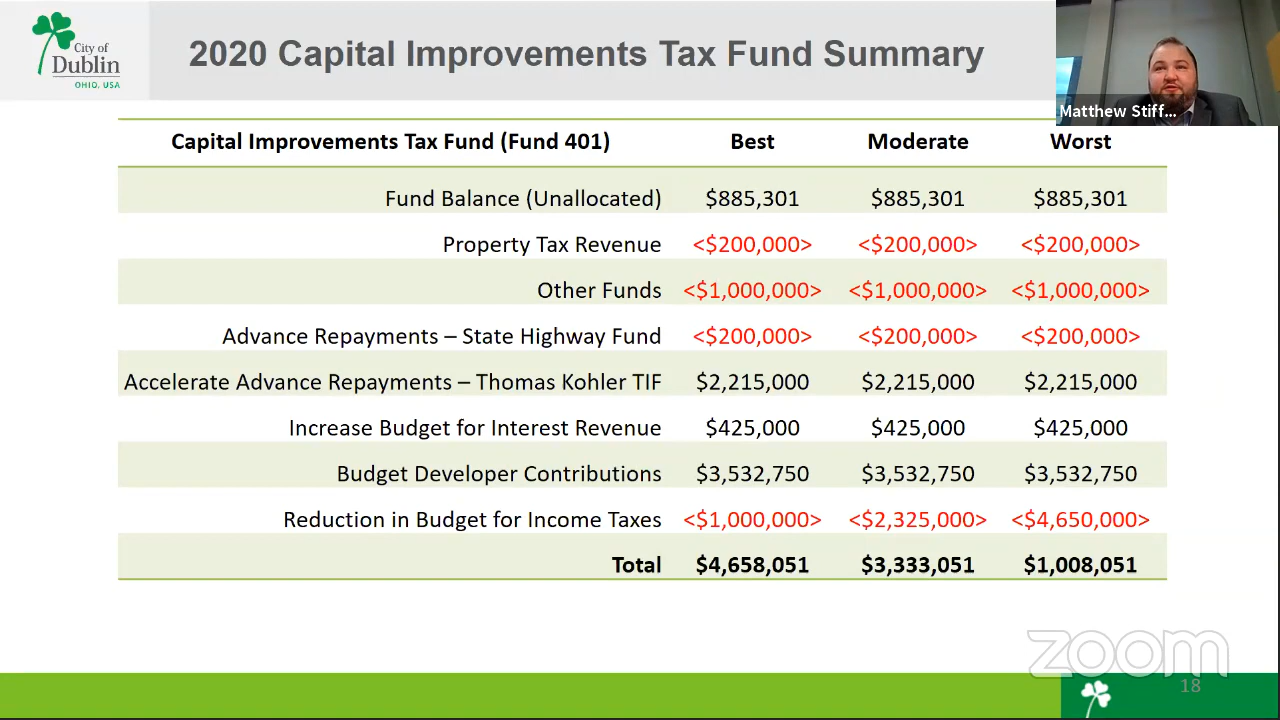 City of
Dublin
OHIO, USA
2020 Capital Improvements Tax Fund Summary
Matthew Stiff...
Capital Improvements Tax Fund (Fund 401) Best Moderate Worst
Fund Balance (Unallocated) $885,301 $885,301 $885,301
Property Tax Revenue <$200,000> <$200,000> <$200,000>
Other Funds <$1,000,000> <$1,000,000> <$1,000,000>
Advance Repayments – State Highway Fund <$200,000> <$200,000> <$200,000>
Accelerate Advance Repayments – Thomas Kohler TIF $2,215,000 $2,215,000 $2,215,000
Increase Budget for Interest Revenue $425,000 $425,000 $425,000
Budget Developer Contributions $3,532,750 $3,532,750 $3,532,750
Reduction in Budget for Income Taxes <$1,000,000> <$2,325,000> <$4,650,000>
Total $4,658,051 $3,333,051 $1,008,051
zoom
18